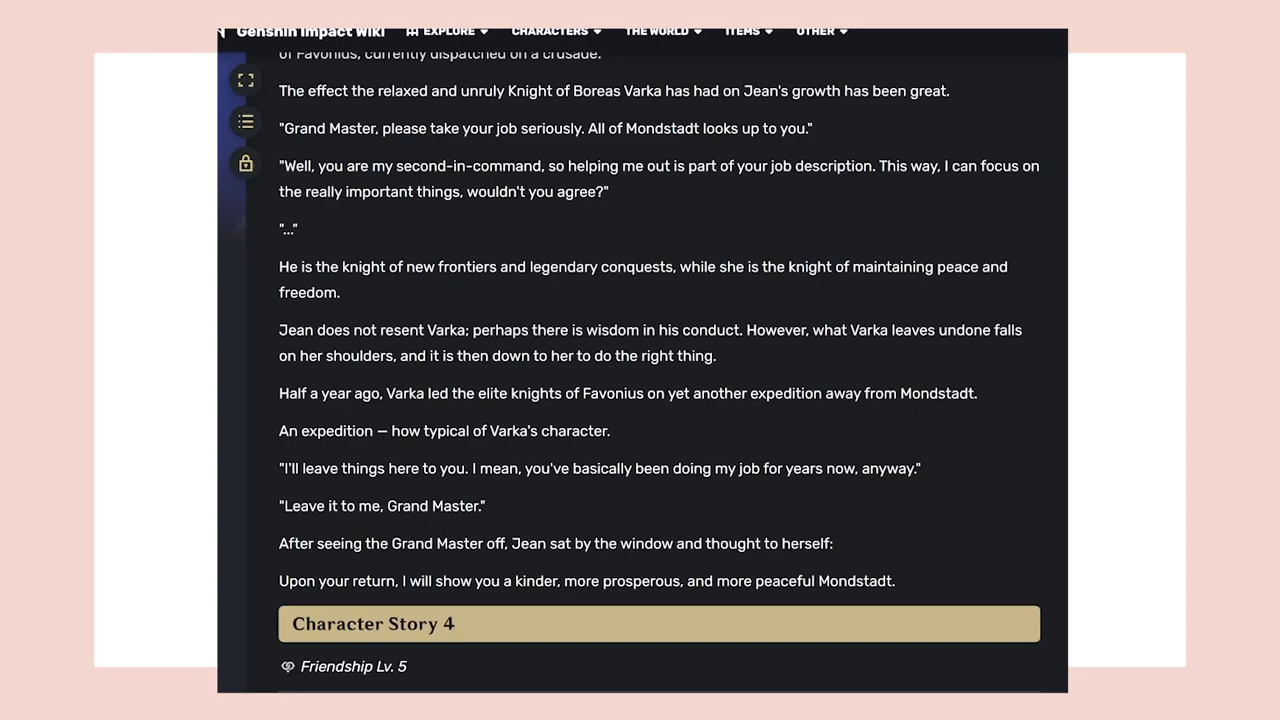 Genshin Impact Wiki EXPLORE CHARACTERS THE WORLD ITEMS OTHER
of Favonius, currently dispatched on a crusade.
The effect the relaxed and unruly Knight of Boreas Varka has had on Jean's growth has been great.
"Grand Master, please take your job seriously. All of Mondstadt looks up to you."
"Well, you are my second-in-command, so helping me out is part of your job description. This way, I can focus on
the really important things, wouldn't you agree?"
"..."
He is the knight of new frontiers and legendary conquests, while she is the knight of maintaining peace and
freedom.
Jean does not resent Varka; perhaps there is wisdom in his conduct. However, what Varka leaves undone falls
on her shoulders, and it is then down to her to do the right thing.
Half a year ago, Varka led the elite knights of Favonius on yet another expedition away from Mondstadt.
An expedition — how typical of Varka's character.
"I'll leave things here to you. I mean, you've basically been doing my job for years now, anyway."
"Leave it to me, Grand Master."
After seeing the Grand Master off, Jean sat by the window and thought to herself:
Upon your return, I will show you a kinder, more prosperous, and more peaceful Mondstadt.
Character Story 4
Friendship Lv. 5